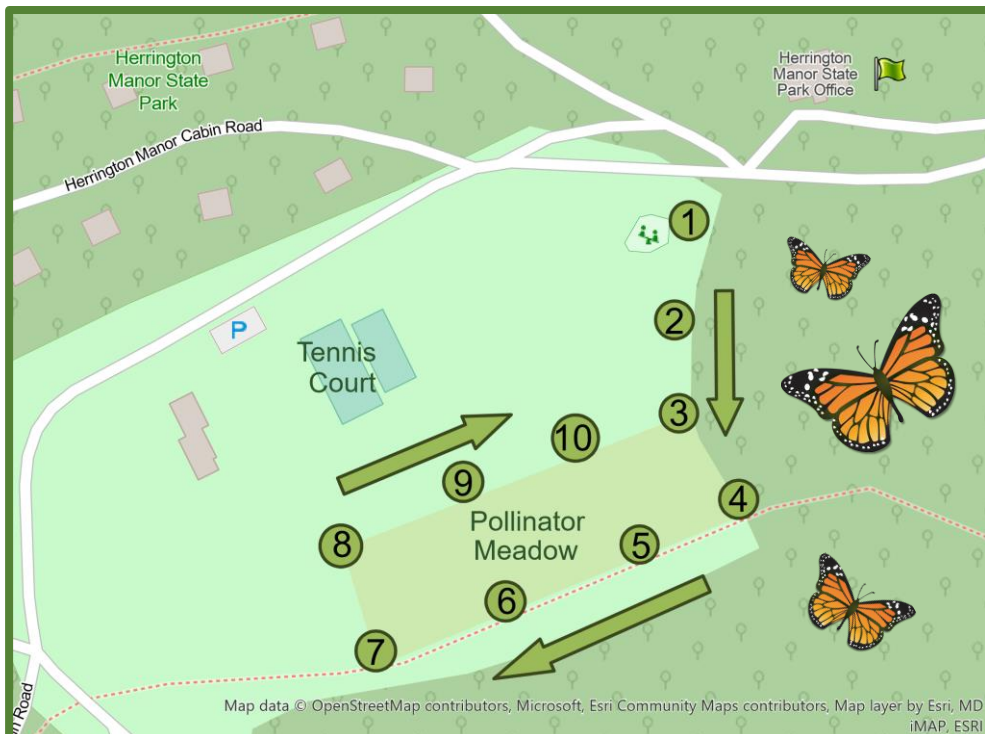 Herrington
Manor State
Park
Herrington
Manor State
Park Office
Herrington Manor Cabin Road
1
P
2
Tennis
Court
3
10
9
4
Pollinator
Meadow
8
5
6
7
n Road
Map data © OpenStreetMap contributors, Microsoft, Esri Community Maps contributors, Map layer by Esri, MD
iMAP, ESRI